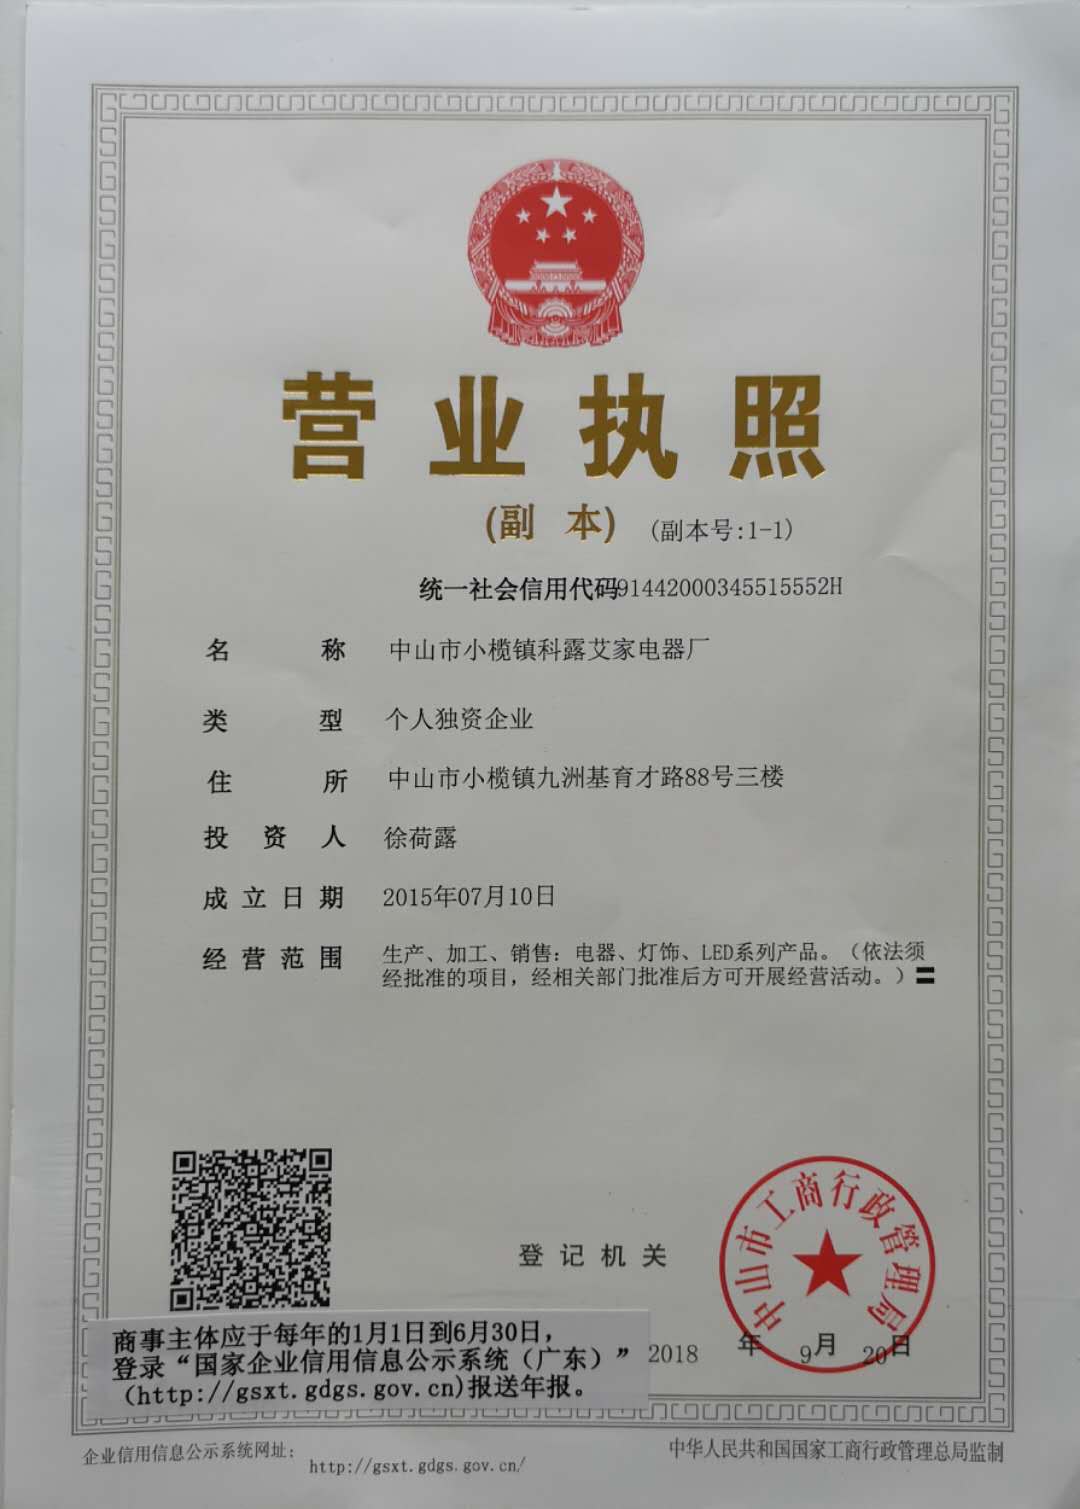 营业执照
(副 本) (副本号:1-1)
统一社会信用代码91442000345515552H
名 称 中山市小榄镇科露艾家电器厂
类 型 个人独资企业
住 所 中山市小榄镇九洲基育才路88号三楼
投 资 人 徐荷露
成 立 日 期 2015年07月10日
经 营 范 围 生产、加工、销售：电器、灯饰、LED系列产品。（依法须
经批准的项目，经相关部门批准后方可开展经营活动。）〓
登 记 机 关
中山市工商行政管理局
2018 年 9月 20日
商事主体应于每年的1月1日到6月30日，
登录“国家企业信用信息公示系统（广东）”
(http://gsxt.gdgs.gov.cn)报送年报。
企业信用信息公示系统网址：
http://gsxt.gdgs.gov.cn/
中华人民共和国国家工商行政管理总局监制